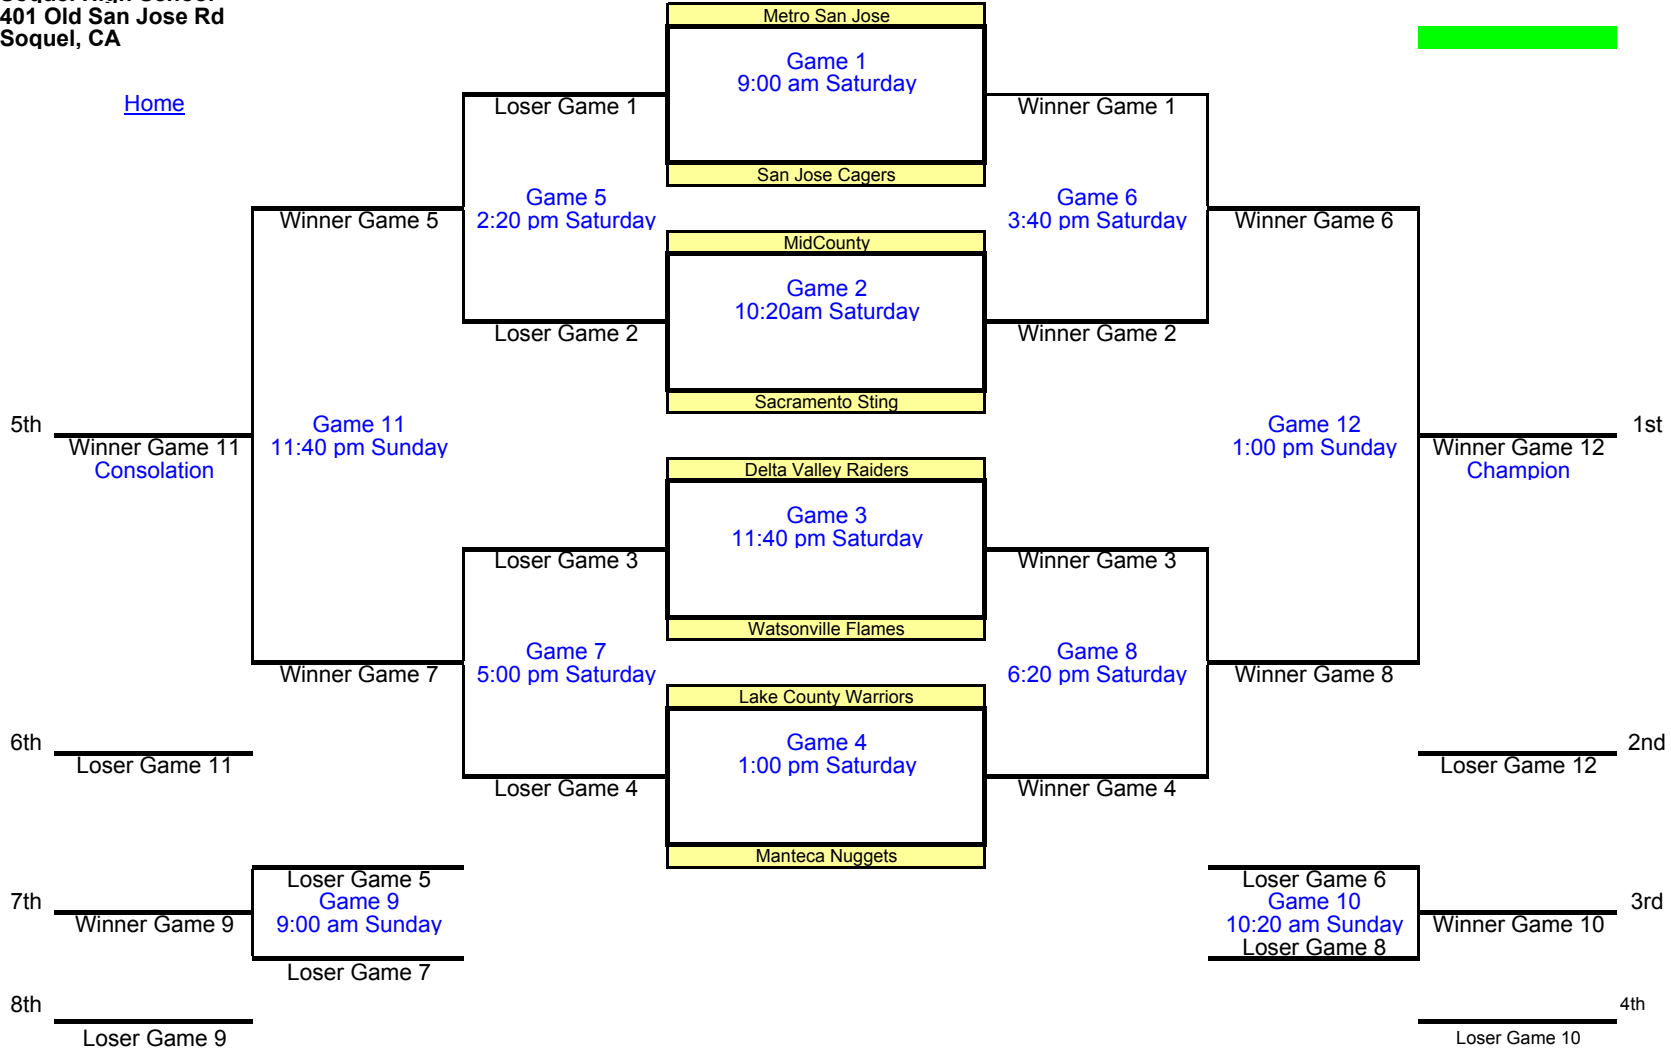 Soquel High School
401 Old San Jose Rd
Soquel, CA
Home
Metro San Jose
Game 1
9:00 am Saturday
Loser Game 1
Winner Game 1
San Jose Cagers
Game 5
2:20 pm Saturday
Game 6
3:40 pm Saturday
Winner Game 5
Winner Game 6
MidCounty
Game 2
10:20am Saturday
Loser Game 2
Winner Game 2
Sacramento Sting
5th
Winner Game 11
Consolation
Game 11
11:40 pm Sunday
Game 12
1:00 pm Sunday
1st
Winner Game 12
Champion
Delta Valley Raiders
Game 3
11:40 pm Saturday
Loser Game 3
Winner Game 3
Watsonville Flames
Game 7
5:00 pm Saturday
Game 8
6:20 pm Saturday
Winner Game 7
Winner Game 8
Lake County Warriors
Game 4
1:00 pm Saturday
Loser Game 4
Winner Game 4
Manteca Nuggets
6th
Loser Game 11
2nd
Loser Game 12
7th
Winner Game 9
Loser Game 5
Game 9
9:00 am Sunday
Loser Game 7
Loser Game 6
Game 10
10:20 am Sunday
Loser Game 8
3rd
Winner Game 10
8th
Loser Game 9
4th
Loser Game 10